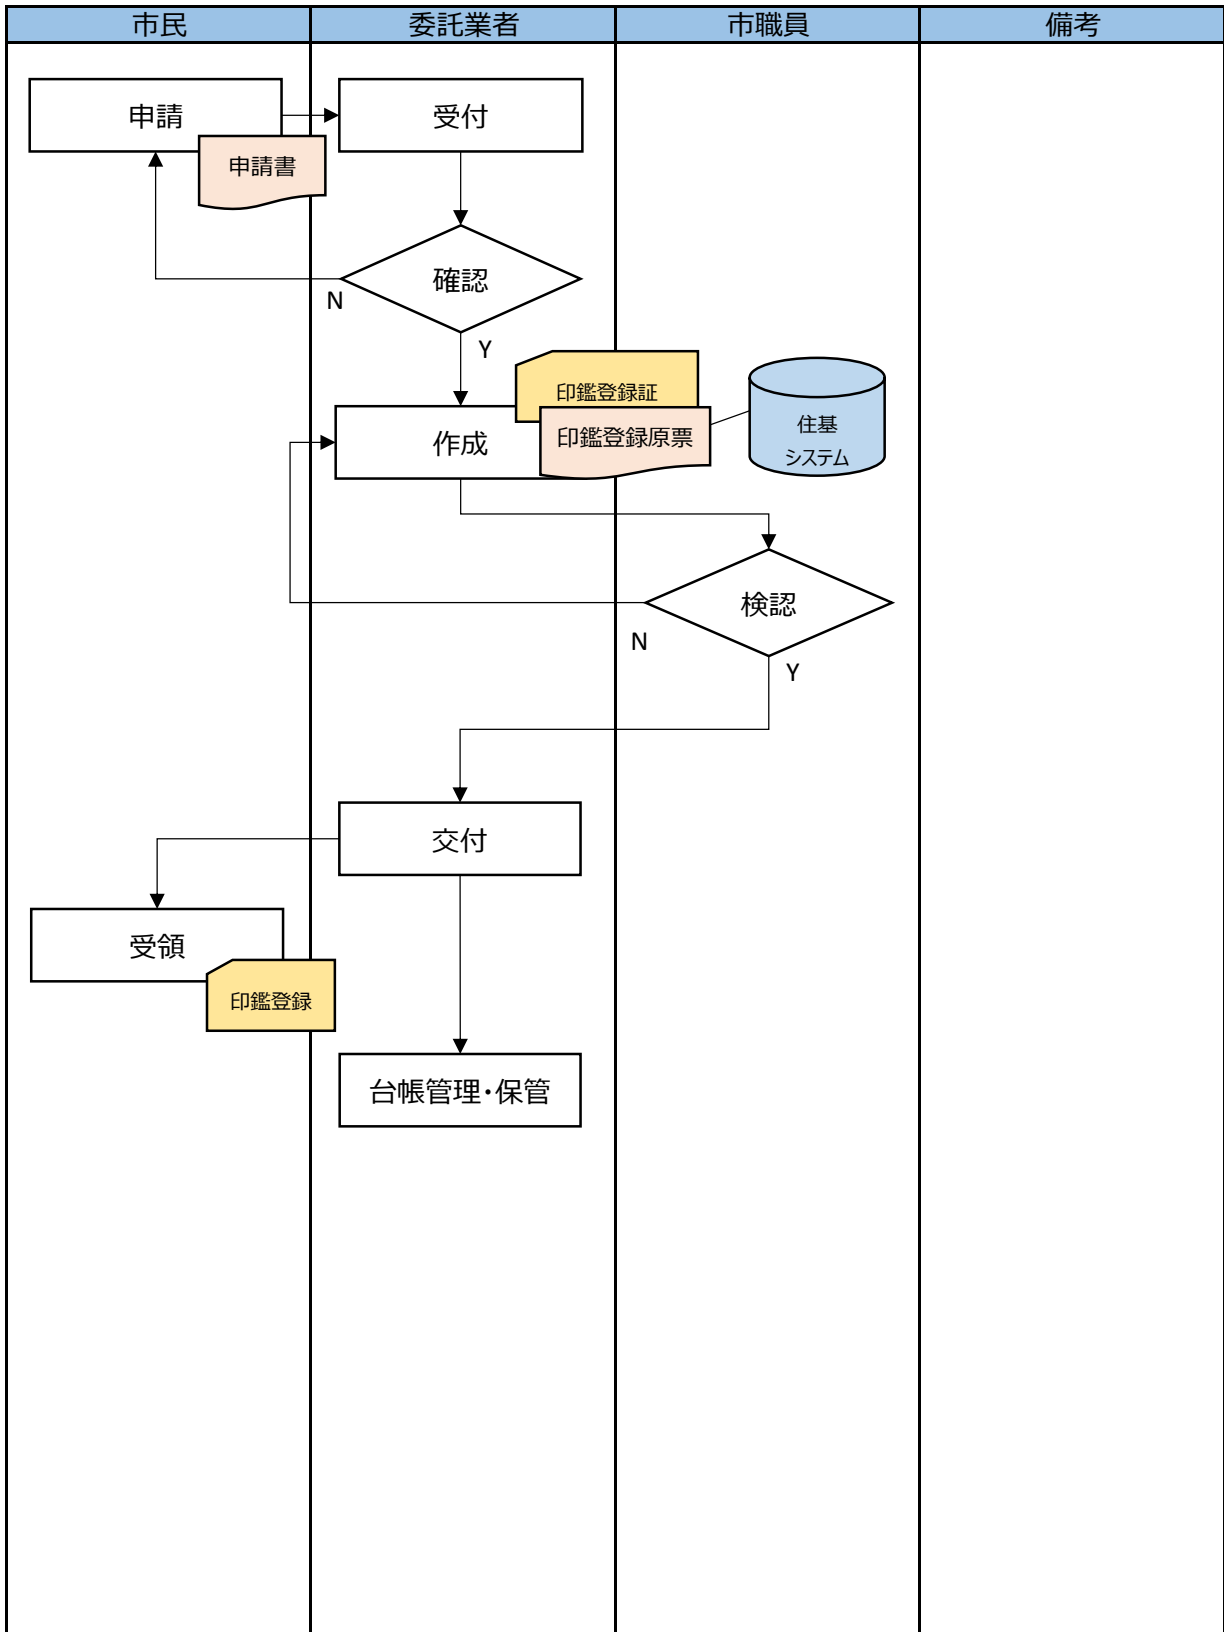 市民
委託業者
市職員
備考
申請
受付
申請書
確認
N
Y
印鑑登録証
作成
印鑑登録原票
住基
システム
検認
N
Y
交付
受領
印鑑登録
台帳管理・保管